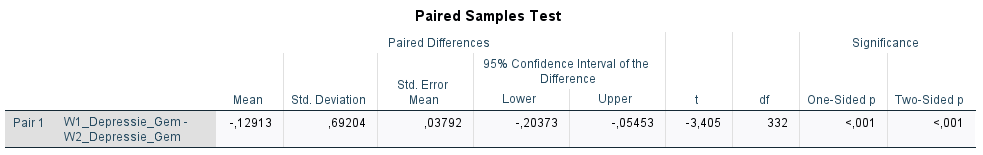 Paired Samples Test
Paired Differences
Significance
95% Confidence Interval of the
Difference
Std. Error
Mean
Mean Std. Deviation Lower Upper t df One-Sided p Two-Sided p
Pair 1 W1_Depressie_Gem - -,12913 ,69204 ,03792 -,20373 -,05453 -3,405 332 <,001 <,001
W2_Depressie_Gem